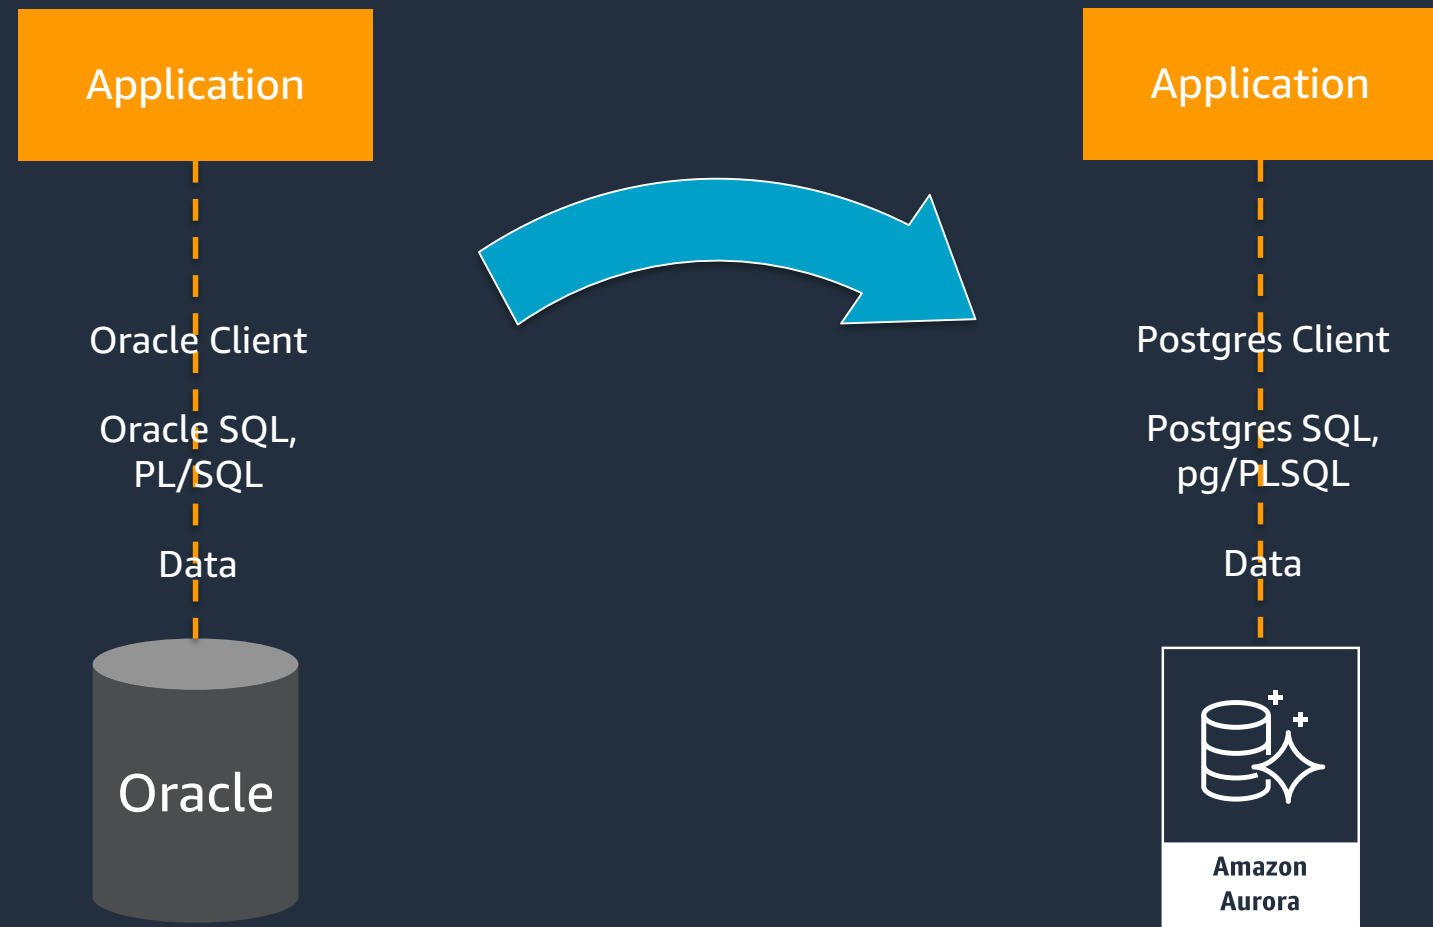 Application
Oracle Client
Oracle SQL,
PL/SQL
Data
Oracle
Application
Postgres Client
Postgres SQL,
pg/PLSQL
Data
Amazon
Aurora